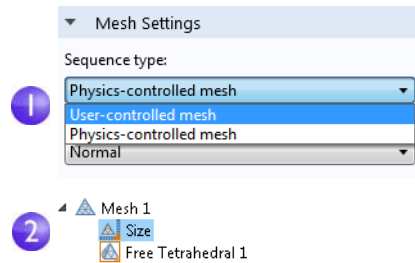 Mesh Settings
Sequence type:
1
Physics-controlled mesh
User-controlled mesh
Physics-controlled mesh
Normal
2
Mesh 1
Size
Free Tetrahedral 1